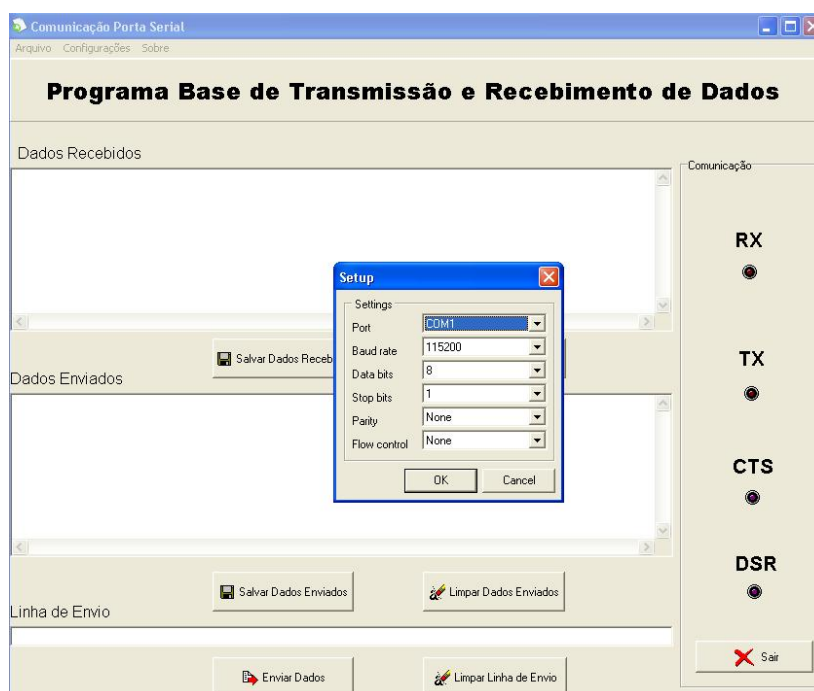 Comunicação Porta Serial
Arquivo Configurações Sobre
Programa Base de Transmissão e Recebimento de Dados
Dados Recebidos
Comunicação
RX
TX
CTS
DSR
Setup
Settings
Port COM1
Baud rate 115200
Data bits 8
Stop bits 1
Parity None
Flow control None
OK Cancel
Salvar Dados Receb
Dados Enviados
Salvar Dados Enviados
Limpar Dados Enviados
Linha de Envio
Enviar Dados
Limpar Linha de Envio
Sair